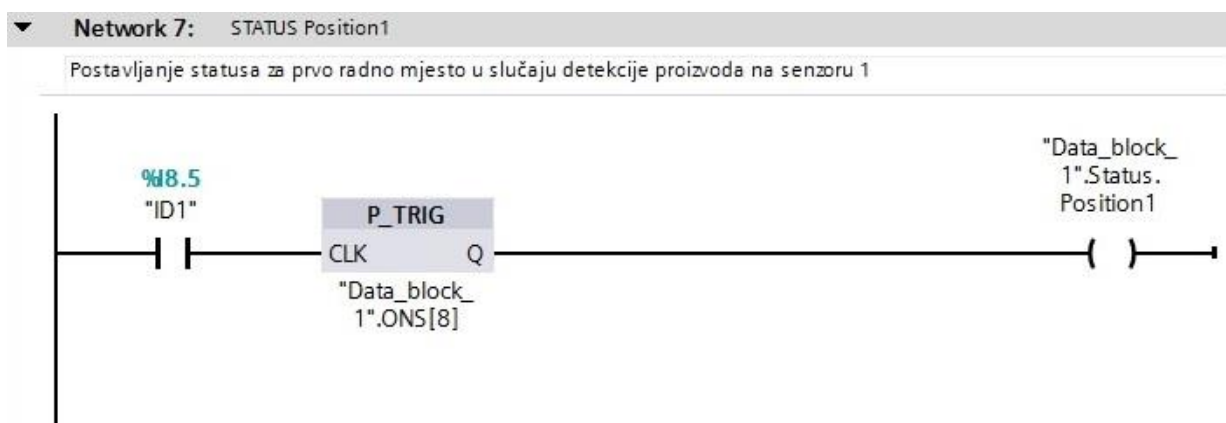 Network 7: STATUS Position1
Postavljanje statusa za prvo radno mjesto u slučaju detekcije proizvoda na senzoru 1
%I8.5
"ID1"
P_TRIG
CLK Q
"Data_block_
1".ONS[8]
"Data_block_
1".Status.
Position1